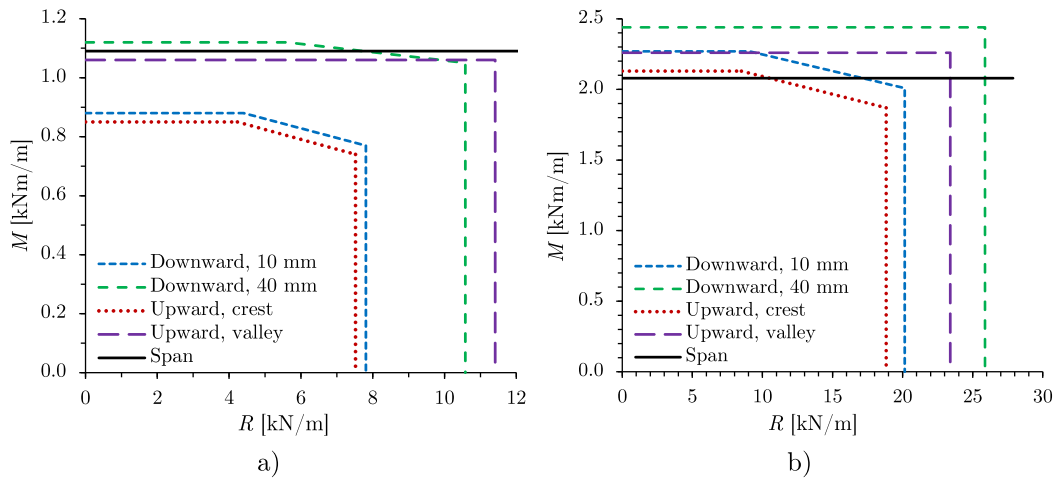 1.2
1.0
0.8
0.6
0.4
0.2
0.0
M [kNm/m]
Downward, 10 mm
Downward, 40 mm
Upward, crest
Upward, valley
Span
0 2 4 6 8 10 12
R [kN/m]
a)
2.5
2.0
1.5
1.0
0.5
0.0
M [kNm/m]
Downward, 10 mm
Downward, 40 mm
Upward, crest
Upward, valley
Span
0 5 10 15 20 25 30
R [kN/m]
b)